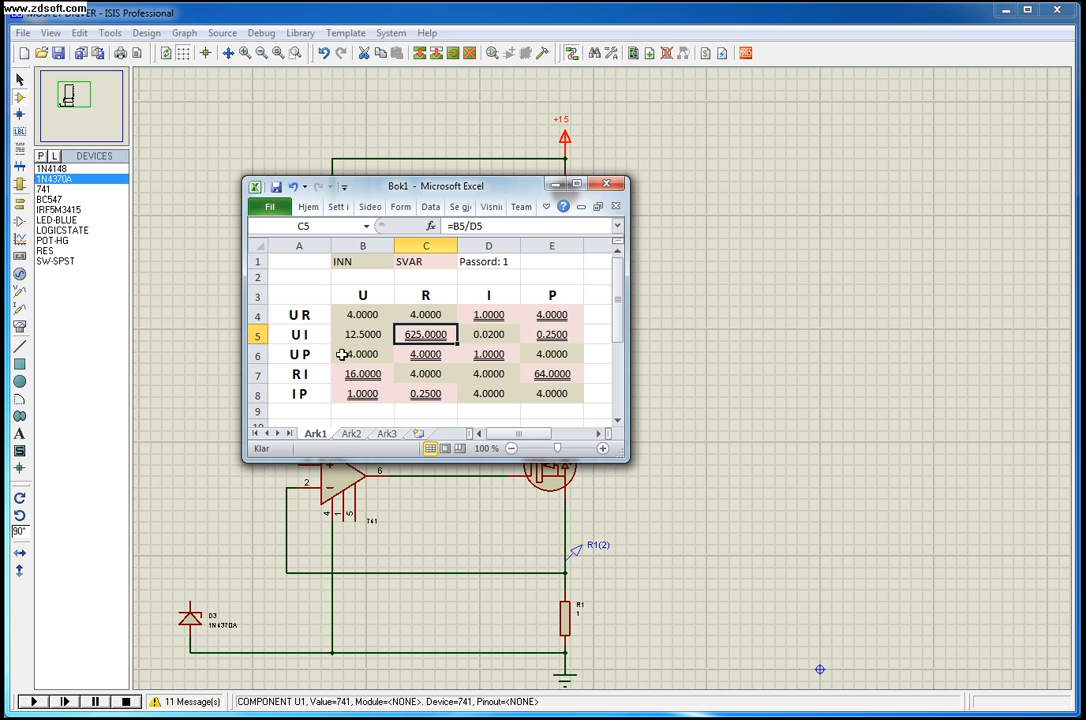 www.zdsoft.com
MOSFET DRIVER - ISIS Professional
File View Edit Tools Design Graph Source Debug Library Template System Help
P L DEVICES
1N4148
1N4370A
741
BC547
IRF5M3415
LED-BLUE
LOGICSTATE
POT-HG
RES
SW-SPST
LBL
A
90°
+15
Bok1 - Microsoft Excel
Fil Hjem Sett i Sideo Form Data Se gj Visnii Team
C5 fx =B5/D5
A B C D E
1 INN SVAR Passord: 1
2
3 U R I P
4 U R 4.0000 4.0000 1.0000 4.0000
5 U I 12.5000 625.0000 0.0200 0.2500
6 U P 4.0000 4.0000 1.0000 4.0000
7 R I 16.0000 4.0000 4.0000 64.0000
8 I P 1.0000 0.2500 4.0000 4.0000
9
Ark1 Ark2 Ark3
Klar 100 %
6
2
4 1 5
741
R1(2)
R1
1
D3
1N4370A
11 Message(s) COMPONENT U1, Value=741, Module=<NONE>. Device=741, Pinout=<NONE>